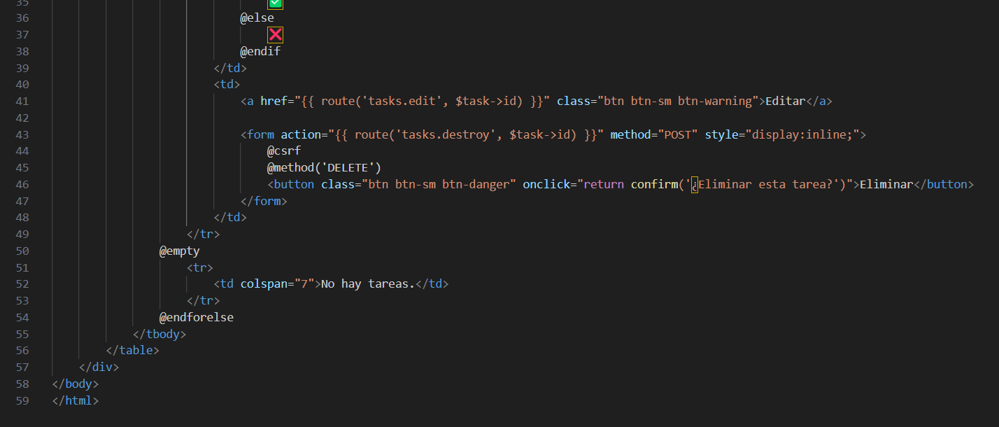 35 ✅
36 @else
37 ❌
38 @endif
39 </td>
40 <td>
41 <a href="{{ route('tasks.edit', $task->id) }}" class="btn btn-sm btn-warning">Editar</a>
42
43 <form action="{{ route('tasks.destroy', $task->id) }}" method="POST" style="display:inline;">
44 @csrf
45 @method('DELETE')
46 <button class="btn btn-sm btn-danger" onclick="return confirm('¿Eliminar esta tarea?')">Eliminar</button>
47 </form>
48 </td>
49 </tr>
50 @empty
51 <tr>
52 <td colspan="7">No hay tareas.</td>
53 </tr>
54 @endforelse
55 </tbody>
56 </table>
57 </div>
58 </body>
59 </html>